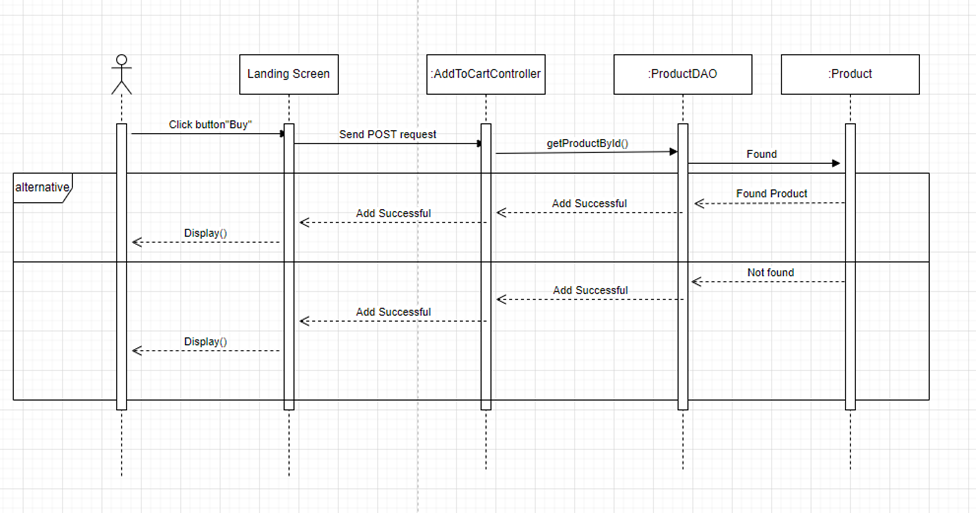 Landing Screen
:AddToCartController
:ProductDAO
:Product
Click button"Buy"
Send POST request
getProductById()
Found
alternative
Found Product
Add Successful
Add Successful
Display()
Not found
Add Successful
Add Successful
Display()